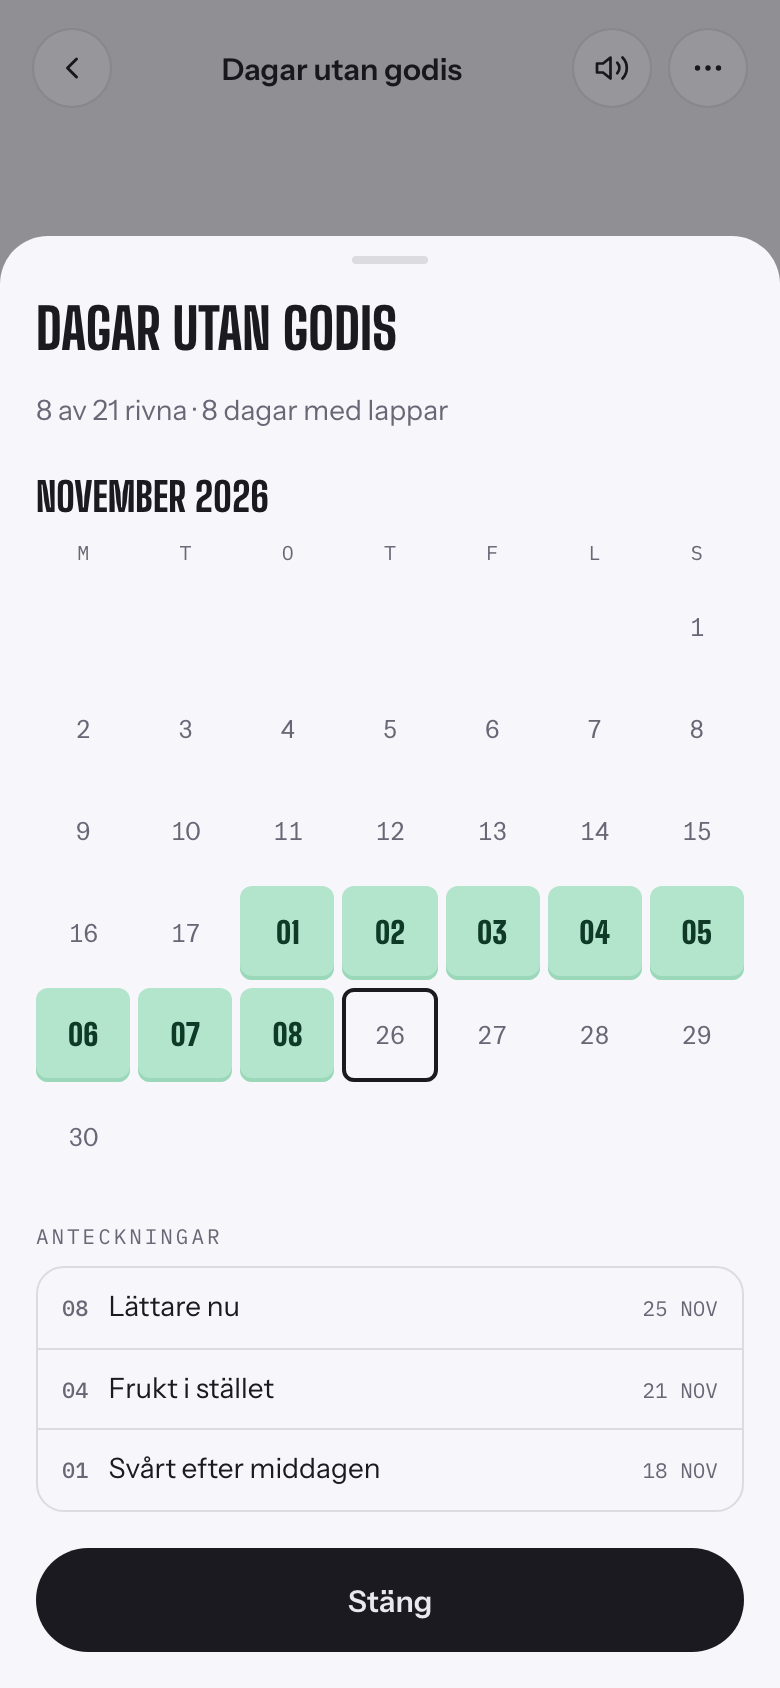 Dagar utan godis
DAGAR UTAN GODIS
8 av 21 rivna · 8 dagar med lappar
NOVEMBER 2026
M T O T F L S
1
2 3 4 5 6 7 8
9 10 11 12 13 14 15
16 17 01 02 03 04 05
06 07 08 26 27 28 29
30
ANTECKNINGAR
08 Lättare nu 25 NOV
04 Frukt i stället 21 NOV
01 Svårt efter middagen 18 NOV
Stäng